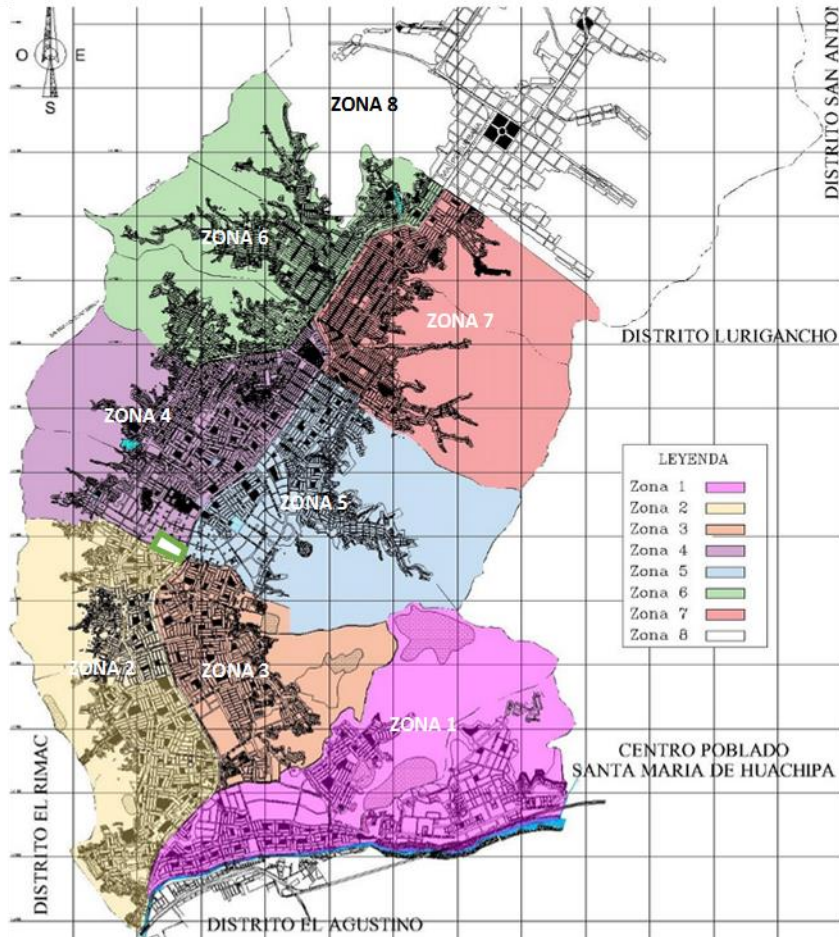 O E
S
ZONA 8
DISTRITO SAN ANTON
ZONA 6
ZONA 7
DISTRITO LURIGANCHO
ZONA 4
LEYENDA
Zona 1
Zona 2
Zona 3
Zona 4
Zona 5
Zona 6
Zona 7
Zona 8
ZONA 5
ZONA 2
ZONA 3
ZONA 1
CENTRO POBLADO
SANTA MARIA DE HUACHIPA
DISTRITO EL RIMAC
DISTRITO EL AGUSTINO